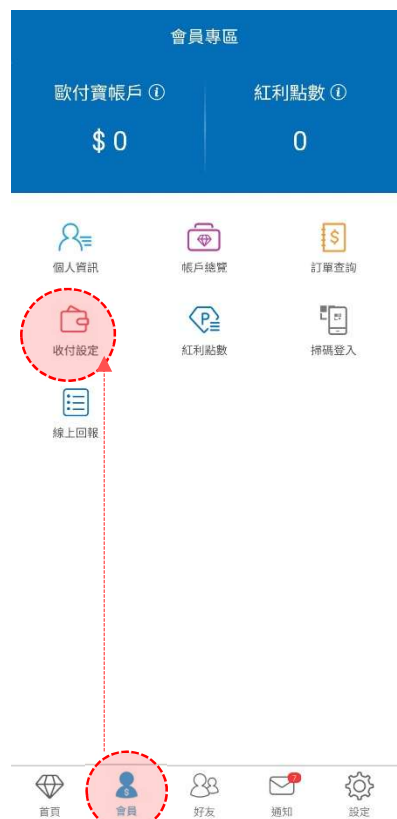 會員專區
歐付寶帳戶 i
紅利點數 i
$ 0
0
個人資訊
帳戶總覽
訂單查詢
收付設定
紅利點數
掃碼登入
線上回報
7
首頁
會員
好友
通知
設定